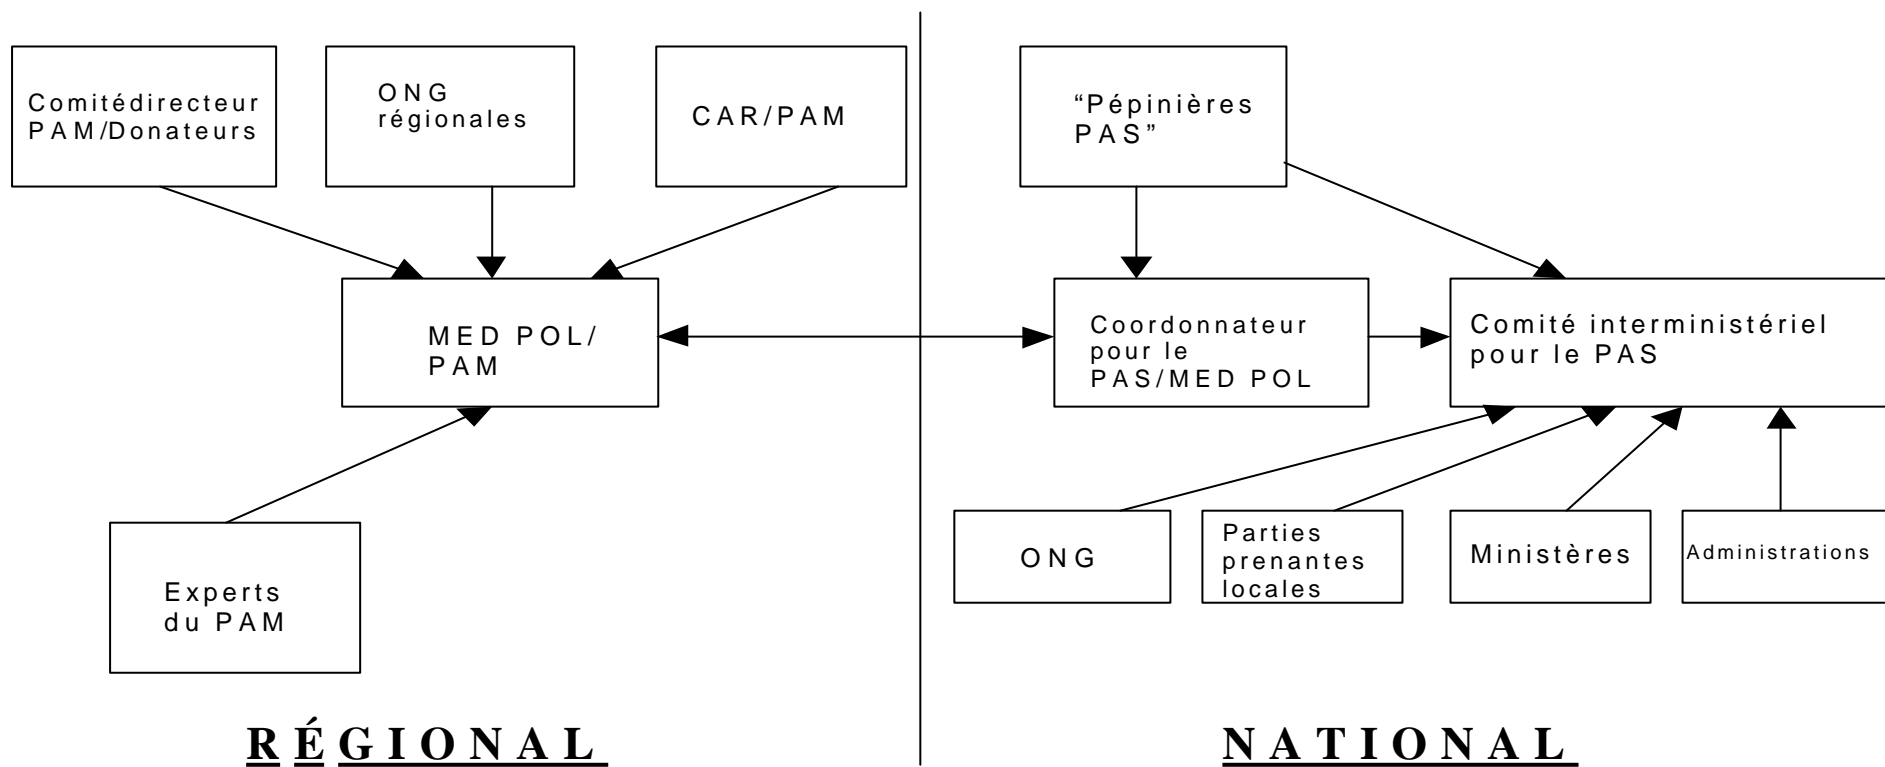 Comitédirecteur
PAM/Donateurs
ONG
régionales
CAR/PAM
“Pépinières
PAS”
MED POL/
PAM
Coordonnateur
pour le
PAS/MED POL
Comité interministériel
pour le PAS
Experts
du PAM
ONG
Parties
prenantes
locales
Ministères
Administrations
RÉGIONAL
NATIONAL